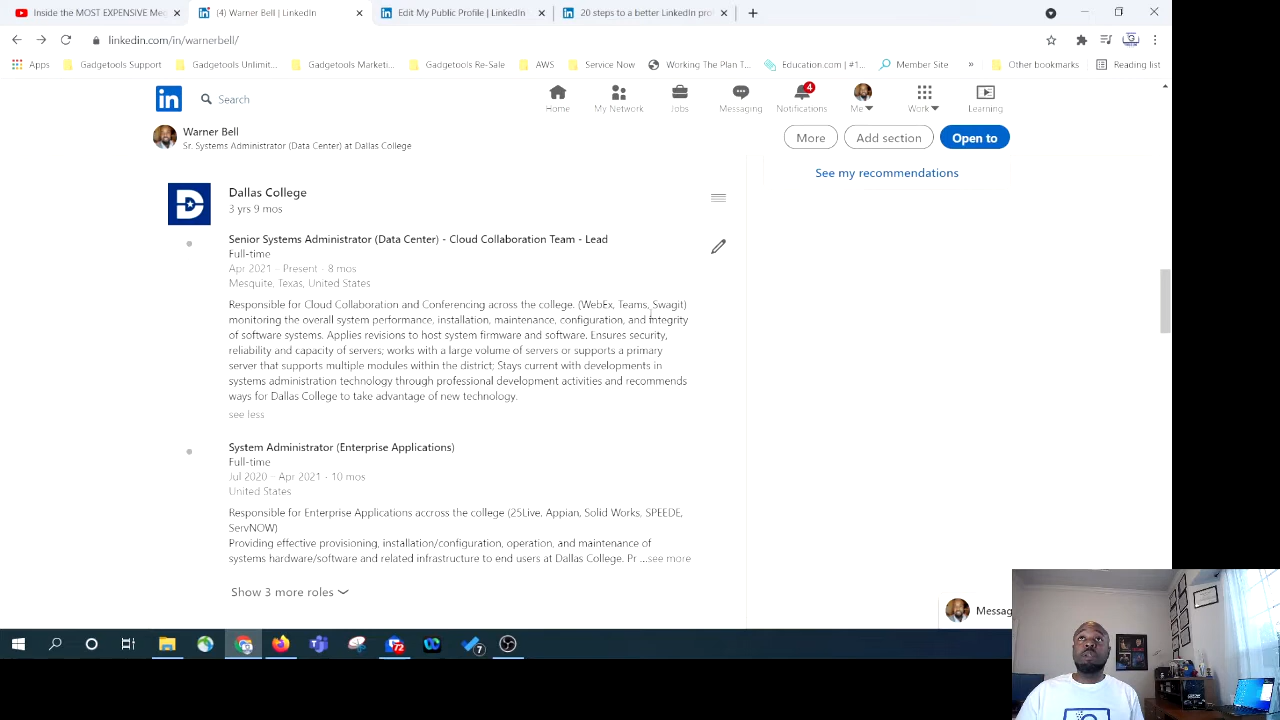 Inside the MOST EXPENSIVE Me
(4) Warner Bell | LinkedIn
Edit My Public Profile | LinkedIn
20 steps to a better LinkedIn pro
linkedin.com/in/warnerbell/
Apps
Gadgetools Support
Gadgetools Unlimit...
Gadgetools Marketi...
Gadgetools Re-Sale
AWS
Service Now
Working The Plan T...
Education.com | #1...
Member Site
»
Other bookmarks
Reading list
in
Search
Home
My Network
Jobs
Messaging
4
Notifications
Me
Work
Learning
Warner Bell
Sr. Systems Administrator (Data Center) at Dallas College
More
Add section
Open to
See my recommendations
Dallas College
3 yrs 9 mos
Senior Systems Administrator (Data Center) - Cloud Collaboration Team - Lead
Full-time
Apr 2021 – Present · 8 mos
Mesquite, Texas, United States
Responsible for Cloud Collaboration and Conferencing across the college. (WebEx, Teams, Swagit)
monitoring the overall system performance, installation, maintenance, configuration, and integrity
of software systems. Applies revisions to host system firmware and software. Ensures security,
reliability and capacity of servers; works with a large volume of servers or supports a primary
server that supports multiple modules within the district; Stays current with developments in
systems administration technology through professional development activities and recommends
ways for Dallas College to take advantage of new technology.
see less
System Administrator (Enterprise Applications)
Full-time
Jul 2020 – Apr 2021 · 10 mos
United States
Responsible for Enterprise Applications accross the college (25Live, Appian, Solid Works, SPEEDE,
ServNOW)
Providing effective provisioning, installation/configuration, operation, and maintenance of
systems hardware/software and related infrastructure to end users at Dallas College. Pr ...see more
Show 3 more roles
Messag
72
7